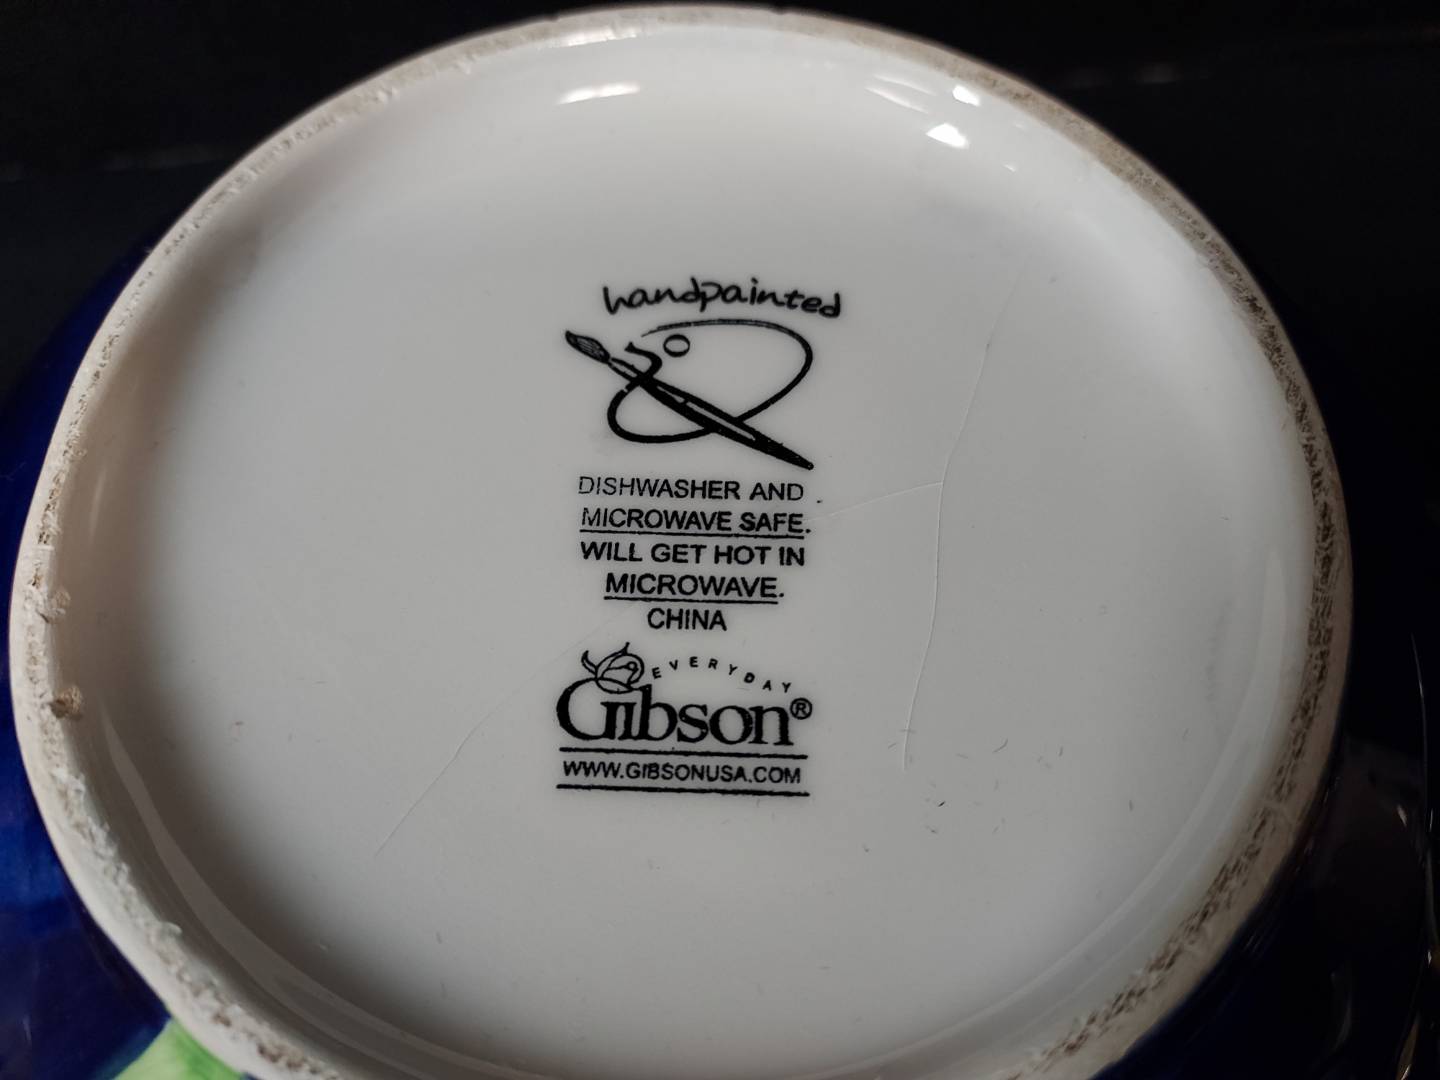 handpainted
DISHWASHER AND
MICROWAVE SAFE.
WILL GET HOT IN
MICROWAVE.
CHINA
EVERYDAY
Gibson®
WWW.GIBSONUSA.COM